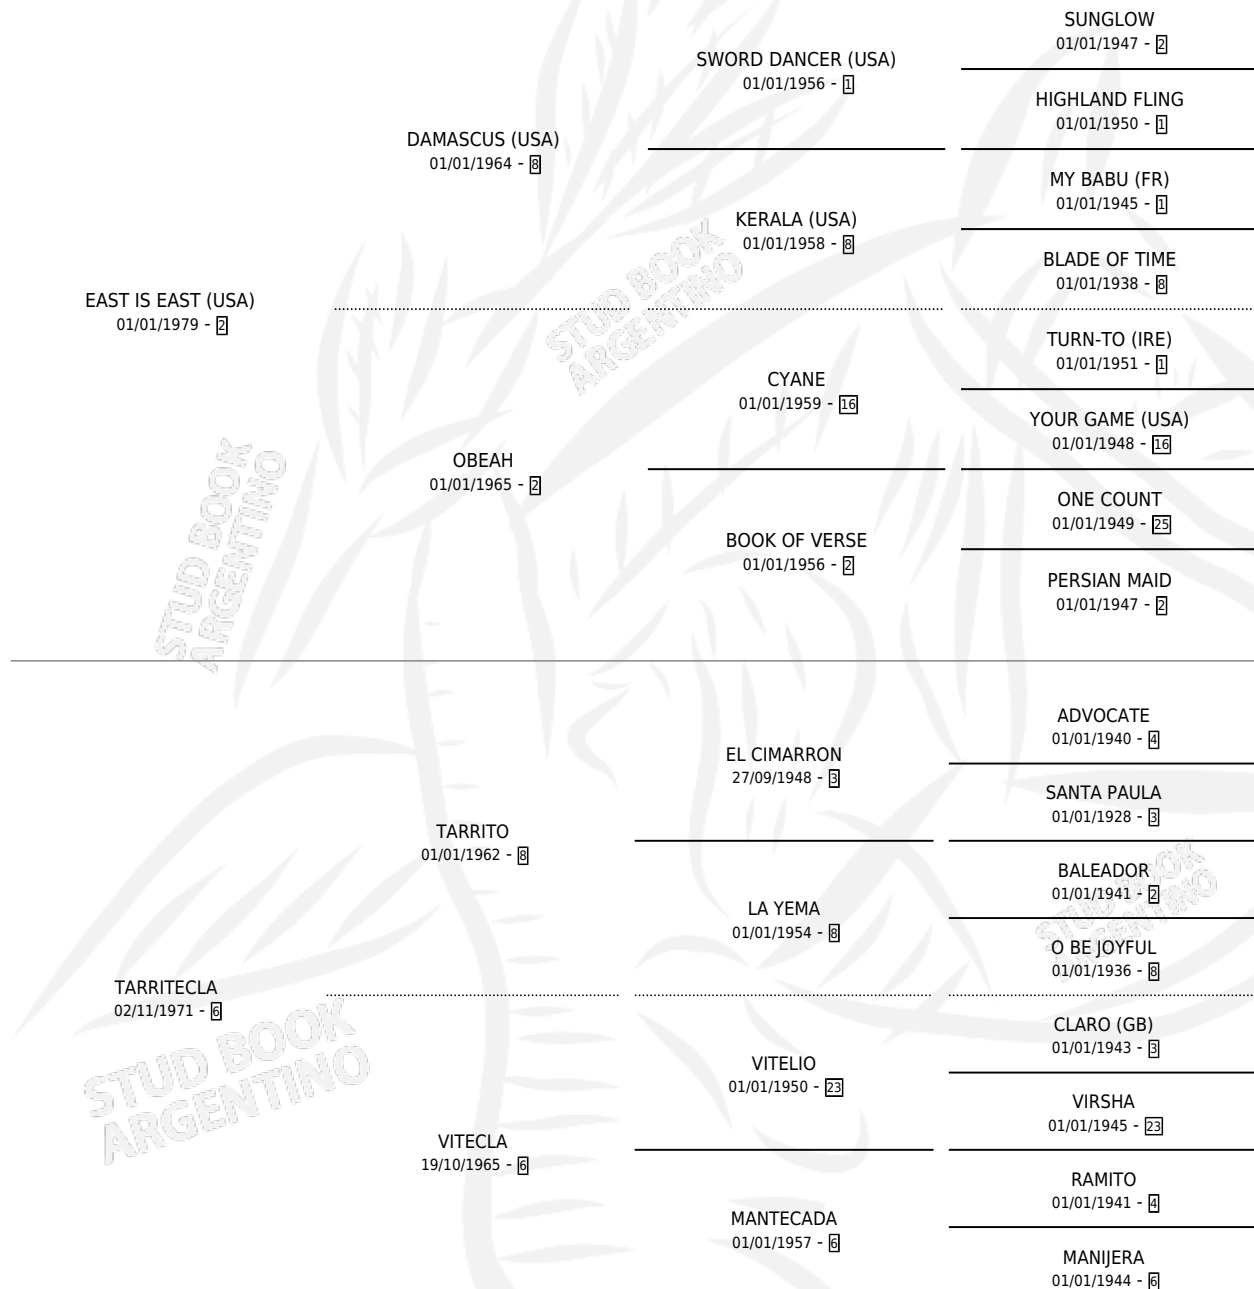 SUNGLOW
01/01/1947 - 2
SWORD DANCER (USA)
01/01/1956 - 1
HIGHLAND FLING
01/01/1950 - 1
DAMASCUS (USA)
01/01/1964 - 8
MY BABU (FR)
01/01/1945 - 1
KERALA (USA)
01/01/1958 - 8
BLADE OF TIME
01/01/1938 - 8
EAST IS EAST (USA)
01/01/1979 - 2
TURN-TO (IRE)
01/01/1951 - 1
CYANE
01/01/1959 - 16
YOUR GAME (USA)
01/01/1948 - 16
OBEAH
01/01/1965 - 2
ONE COUNT
01/01/1949 - 25
BOOK OF VERSE
01/01/1956 - 2
PERSIAN MAID
01/01/1947 - 2
ADVOCATE
01/01/1940 - 4
EL CIMARRON
27/09/1948 - 3
SANTA PAULA
01/01/1928 - 3
TARRITO
01/01/1962 - 8
BALEADOR
01/01/1941 - 2
LA YEMA
01/01/1954 - 8
O BE JOYFUL
01/01/1936 - 8
TARRITECLA
02/11/1971 - 6
CLARO (GB)
01/01/1943 - 3
VITELIO
01/01/1950 - 23
VIRSHA
01/01/1945 - 23
VITECLA
19/10/1965 - 6
RAMITO
01/01/1941 - 4
MANTECADA
01/01/1957 - 6
MANIJERA
01/01/1944 - 6
STUD BOOK
ARGENTINO
STUD BOOK
ARGENTINO
STUD BOOK
ARGENTINO
STUD BOOK
ARGENTINO